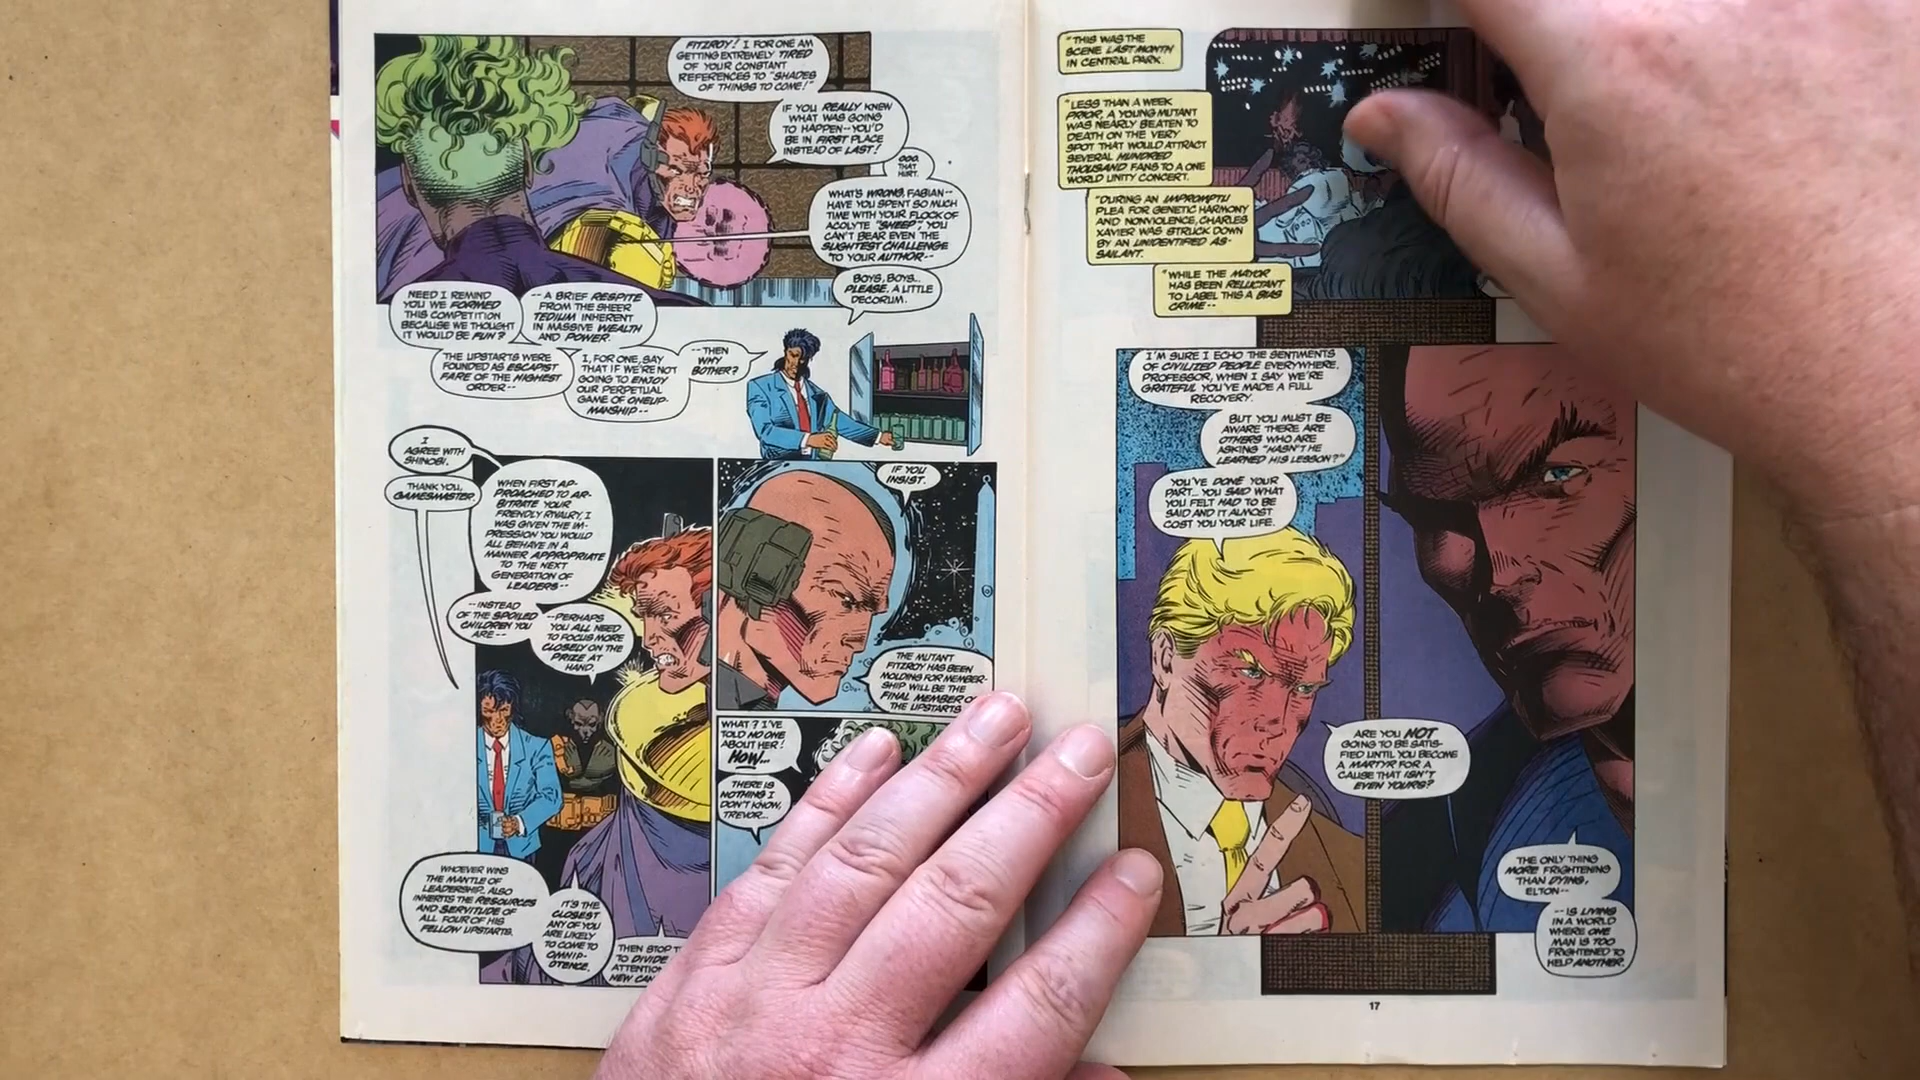 FITZROY! I FOR ONE AM
GETTING EXTREMELY TIRED
OF YOUR CONSTANT
REFERENCES TO "SHADES
OF THINGS TO COME!"
IF YOU REALLY KNEW
WHAT WAS GOING
TO HAPPEN--YOU'D
BE IN FIRST PLACE
INSTEAD OF LAST!
OOO.
THAT
HURT.
WHAT'S WRONG, FABIAN--
HAVE YOU SPENT SO MUCH
TIME WITH YOUR FLOCK OF
ACOLYTE "SHEEP", YOU
CAN'T BEAR EVEN THE
SLIGHTEST CHALLENGE
TO YOUR AUTHOR--
BOYS, BOYS...
PLEASE. A LITTLE
DECORUM.
NEED I REMIND
YOU WE FORMED
THIS COMPETITION
BECAUSE WE THOUGHT
IT WOULD BE FUN?
-- A BRIEF RESPITE
FROM THE SHEER
TEDIUM INHERENT
IN MASSIVE WEALTH
AND POWER.
THE UPSTARTS WERE
FOUNDED AS ESCAPIST
FARE OF THE HIGHEST
ORDER--
I, FOR ONE, SAY
THAT IF WE'RE NOT
GOING TO ENJOY
OUR PERPETUAL
GAME OF ONEUP-
MANSHIP--
--THEN
WHY
BOTHER?
I
AGREE WITH
SHINOBI.
THANK YOU,
GAMESMASTER.
WHEN FIRST AP-
PROACHED TO AR-
BITRATE YOUR
FRIENDLY RIVALRY, I
WAS GIVEN THE IM-
PRESSION YOU WOULD
ALL BEHAVE IN A
MANNER APPROPRIATE
TO THE NEXT
GENERATION OF
LEADERS--
--INSTEAD
OF THE SPOILED
CHILDREN YOU
ARE--
--PERHAPS
YOU ALL NEED
TO FOCUS MORE
CLOSELY ON THE
PRIZE AT
HAND.
IF YOU
INSIST.
THE MUTANT
FITZROY HAS BEEN
MOLDING FOR MEMBER-
SHIP WILL BE THE
FINAL MEMBER OF
THE UPSTARTS
WHAT? I'VE
TOLD NO ONE
ABOUT HER!
HOW...
THERE IS
NOTHING I
DON'T KNOW,
TREVOR...
WHOEVER WINS
THE MANTLE OF
LEADERSHIP, ALSO
INHERITS THE RESOURCES
AND SERVITUDE OF
ALL FOUR OF HIS
FELLOW UPSTARTS.
IT'S THE
CLOSEST
ANY OF YOU
ARE LIKELY
TO COME TO
OMNIP-
OTENCE.
THEN STOP
TO DIVIDE
NEW
"THIS WAS THE
SCENE LAST MONTH
IN CENTRAL PARK.
"LESS THAN A WEEK
PRIOR, A YOUNG MUTANT
WAS NEARLY BEATEN TO
DEATH ON THE VERY
SPOT THAT WOULD ATTRACT
SEVERAL HUNDRED
THOUSAND FANS TO A ONE
WORLD UNITY CONCERT.
"DURING AN IMPROMPTU
PLEA FOR GENETIC HARMONY
AND NONVIOLENCE, CHARLES
XAVIER WAS STRUCK DOWN
BY AN UNIDENTIFIED AS-
SAILANT.
"WHILE THE MAYOR
HAS BEEN RELUCTANT
TO LABEL THIS A BIAS
CRIME--
I'M SURE I ECHO THE SENTIMENTS
OF CIVILIZED PEOPLE EVERYWHERE,
PROFESSOR, WHEN I SAY WE'RE
GRATEFUL YOU'VE MADE A FULL
RECOVERY.
BUT YOU MUST BE
AWARE THERE ARE
OTHERS WHO ARE
ASKING "HASN'T HE
LEARNED HIS LESSON?"
YOU'VE DONE YOUR
PART... YOU SAID WHAT
YOU FELT HAD TO BE
SAID AND IT ALMOST
COST YOU YOUR LIFE.
ARE YOU NOT
GOING TO BE SATIS-
FIED UNTIL YOU BECOME
A MARTYR FOR A
CAUSE THAT ISN'T
EVEN YOURS?
THE ONLY THING
MORE FRIGHTENING
THAN DYING,
ELTON--
--IS LIVING
IN A WORLD
WHERE ONE
MAN IS TOO
FRIGHTENED TO
HELP ANOTHER.
17